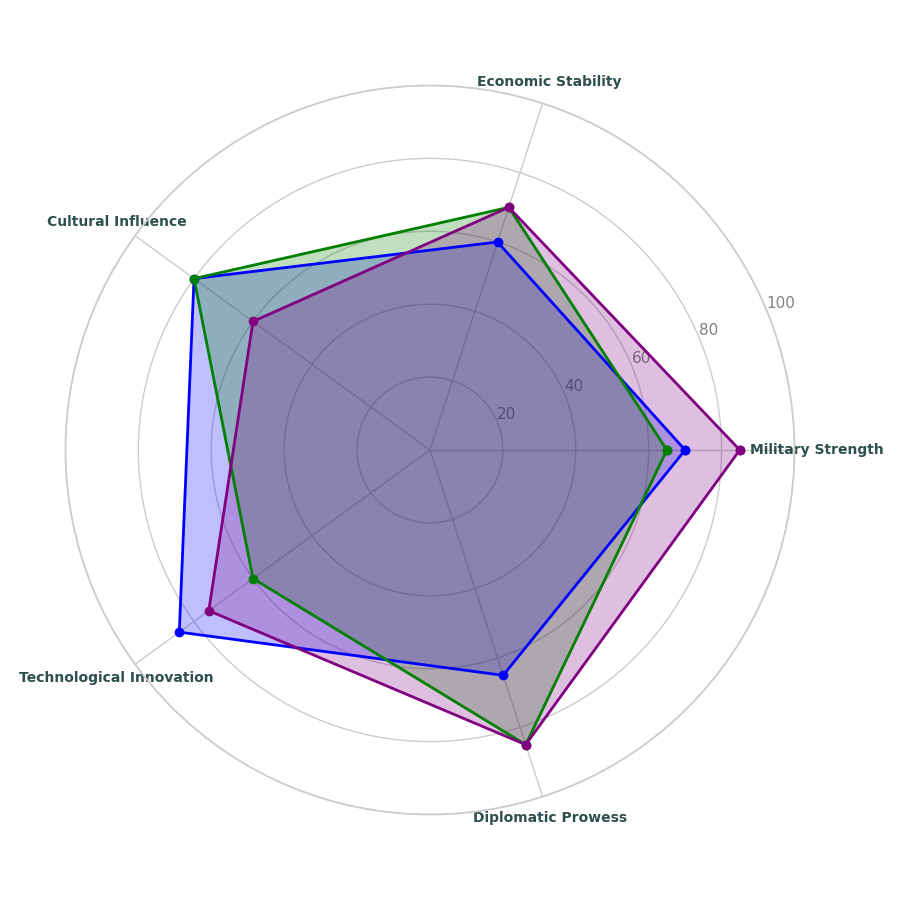 Economic Stability
Cultural Influence
100
80
60
40
20
Military Strength
Technological Innovation
Diplomatic Prowess